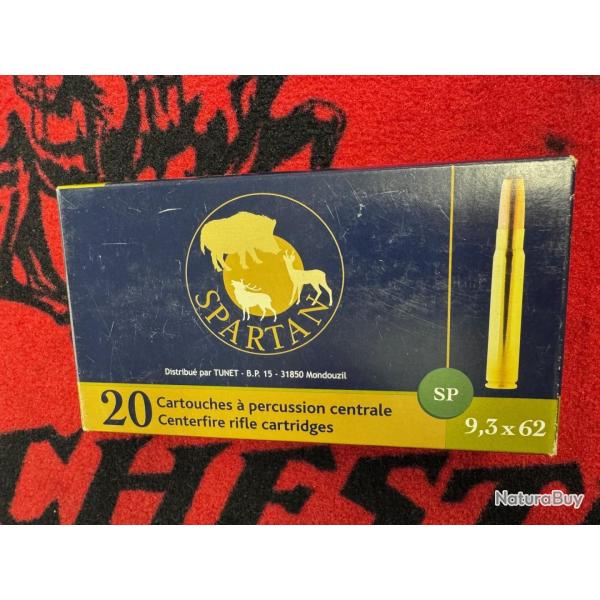 SPARTAN
Distribué par TUNET - B.P. 15 - 31850 Mondouzil
20 Cartouches à percussion centrale
Centerfire rifle cartridges
SP
9,3 x 62
CHEST
NaturaBuy